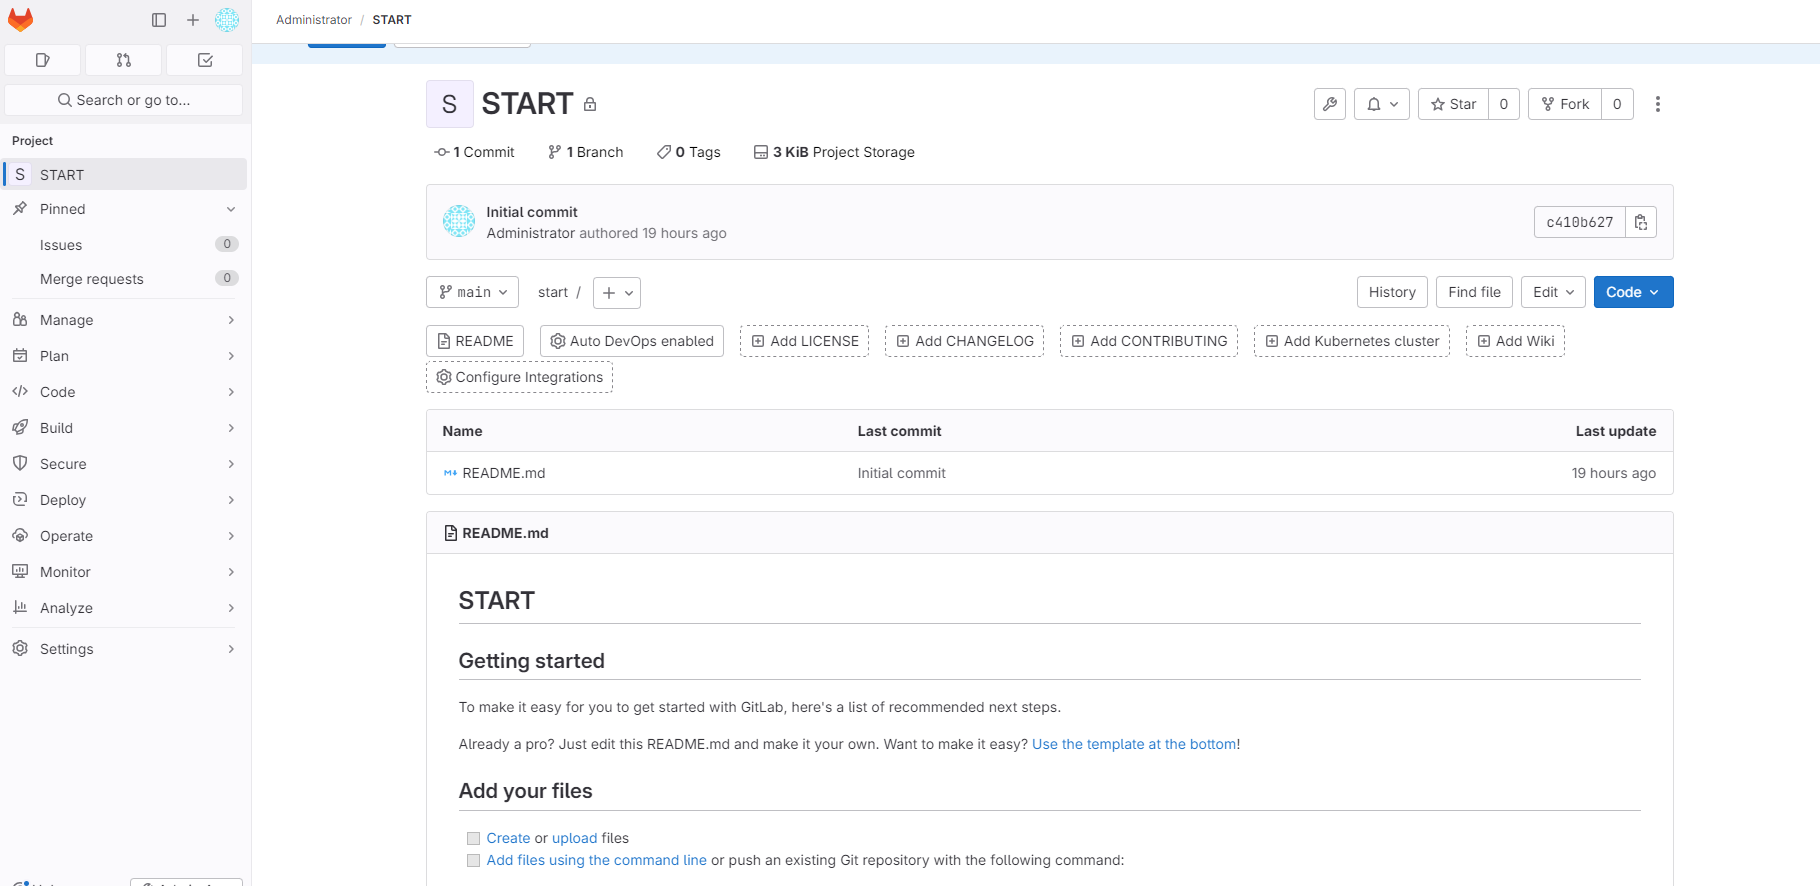 Administrator / START
Search or go to...
Project
S START
Pinned
Issues 0
Merge requests 0
Manage
Plan
Code
Build
Secure
Deploy
Operate
Monitor
Analyze
Settings
S START
Star 0 Fork 0
1 Commit 1 Branch 0 Tags 3 KiB Project Storage
Initial commit
Administrator authored 19 hours ago
c410b627
main start / History Find file Edit Code
README Auto DevOps enabled Add LICENSE Add CHANGELOG Add CONTRIBUTING Add Kubernetes cluster Add Wiki
Configure Integrations
Name Last commit Last update
README.md Initial commit 19 hours ago
README.md
START
Getting started
To make it easy for you to get started with GitLab, here's a list of recommended next steps.
Already a pro? Just edit this README.md and make it your own. Want to make it easy? Use the template at the bottom!
Add your files
Create or upload files
Add files using the command line or push an existing Git repository with the following command: